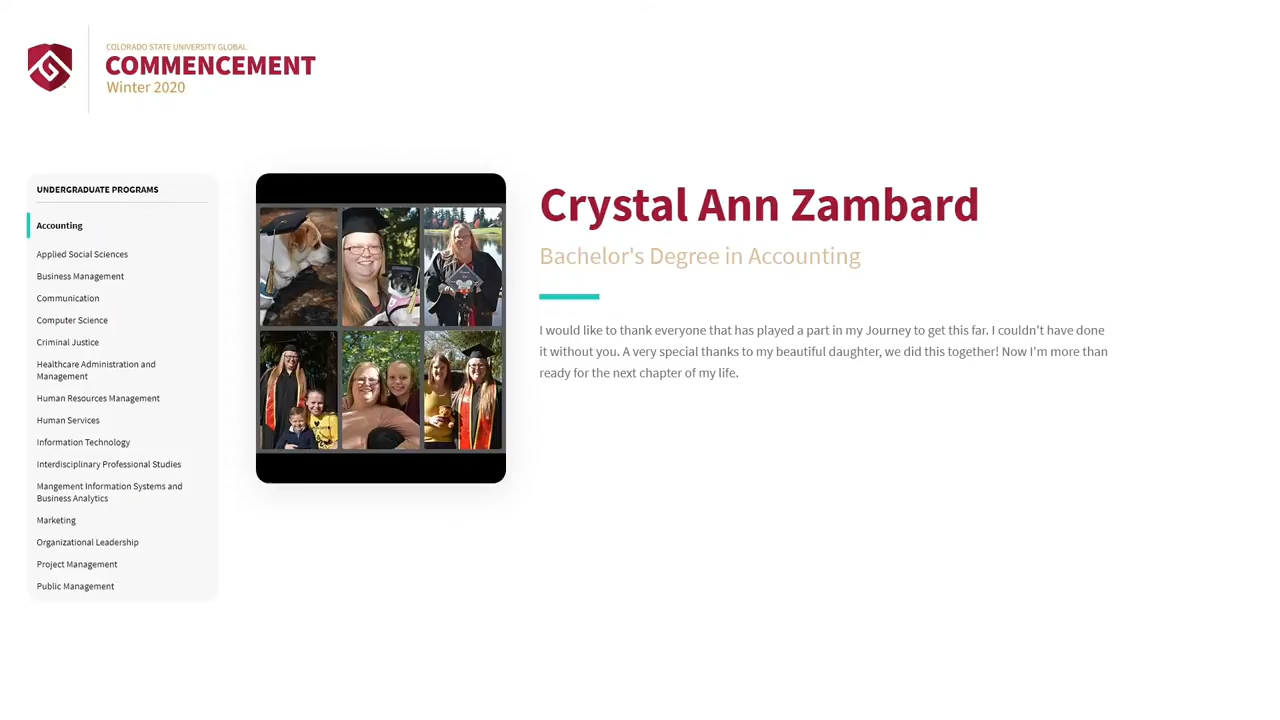 COLORADO STATE UNIVERSITY GLOBAL
COMMENCEMENT
Winter 2020
UNDERGRADUATE PROGRAMS
Accounting
Applied Social Sciences
Business Management
Communication
Computer Science
Criminal Justice
Healthcare Administration and
Management
Human Resources Management
Human Services
Information Technology
Interdisciplinary Professional Studies
Mangement Information Systems and
Business Analytics
Marketing
Organizational Leadership
Project Management
Public Management
Crystal Ann Zambard
Bachelor's Degree in Accounting
I would like to thank everyone that has played a part in my Journey to get this far. I couldn't have done
it without you. A very special thanks to my beautiful daughter, we did this together! Now I'm more than
ready for the next chapter of my life.